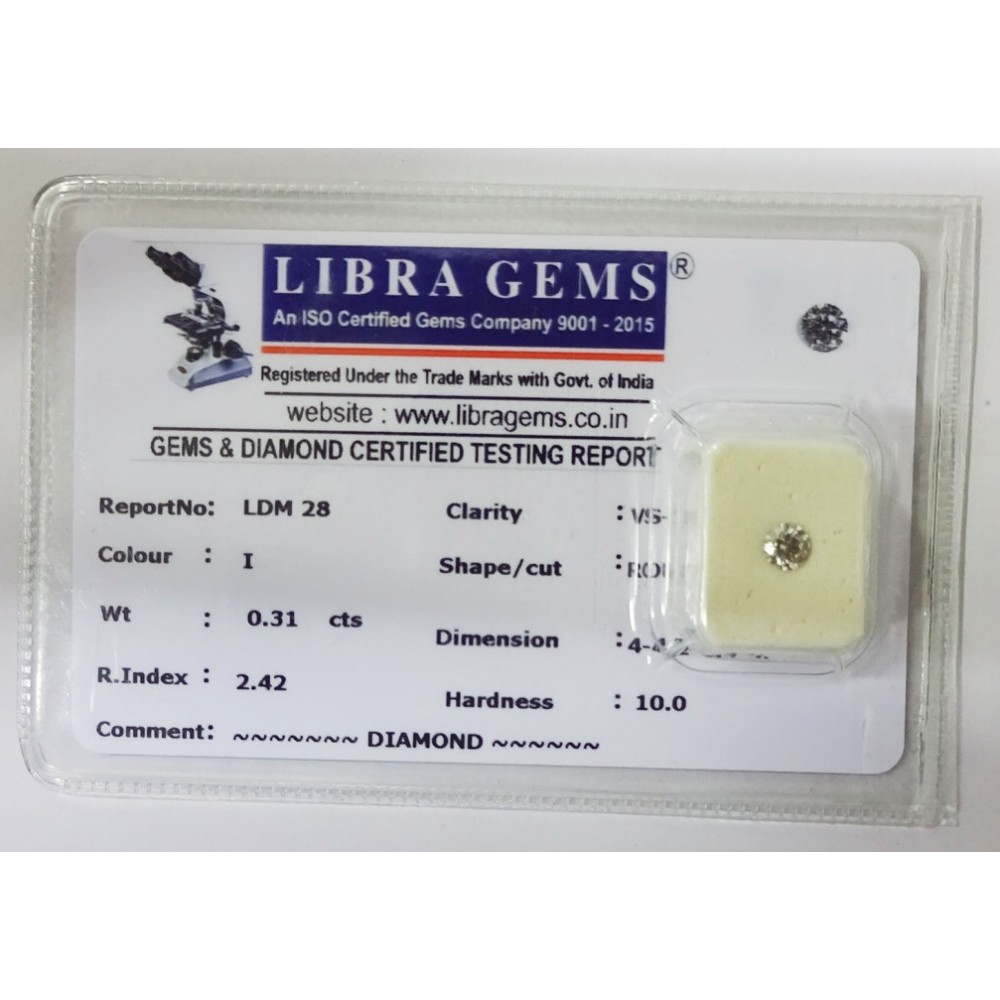 LIBRA GEMS ®
An ISO Certified Gems Company 9001 - 2015
Registered Under the Trade Marks with Govt. of India
website : www.libragems.co.in
GEMS & DIAMOND CERTIFIED TESTING REPORT
ReportNo: LDM 28 Clarity :
Colour : I Shape/cut :
Wt : 0.31 cts Dimension :
R.Index : 2.42 Hardness : 10.0
Comment: ~~~~~~~ DIAMOND ~~~~~~